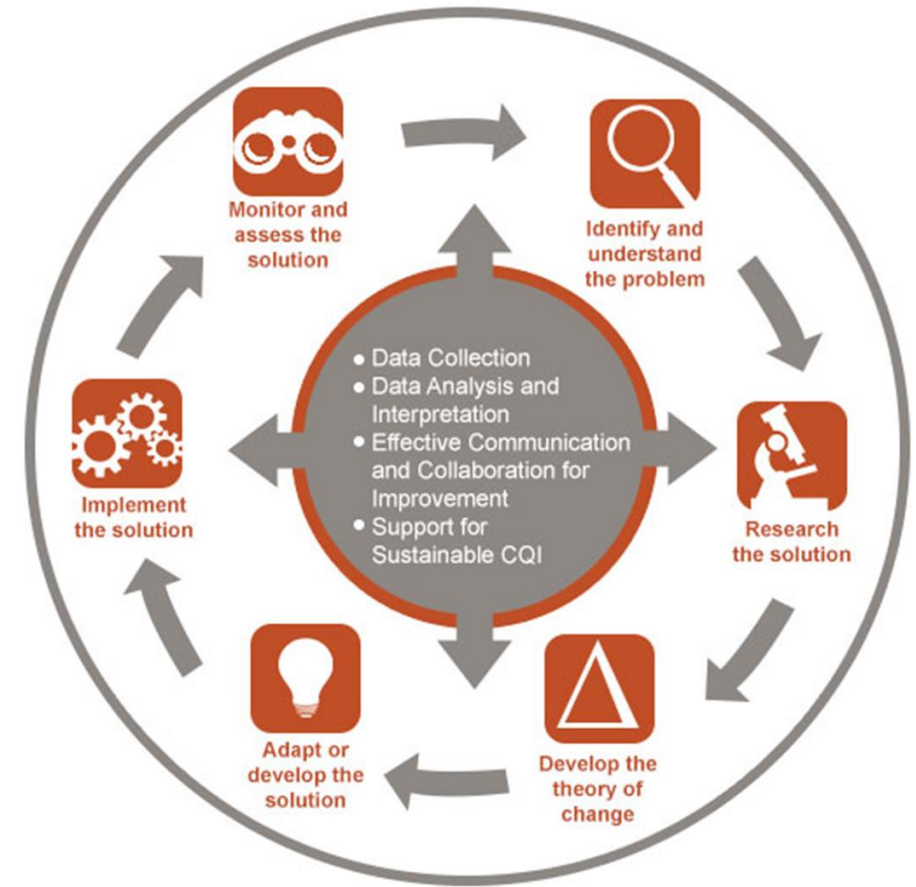 Monitor and
assess the
solution
Identify and
understand
the problem
● Data Collection
● Data Analysis and
Interpretation
● Effective Communication
and Collaboration for
Improvement
● Support for
Sustainable CQI
Implement
the solution
Research
the solution
Adapt or
develop the
solution
Develop the
theory of
change